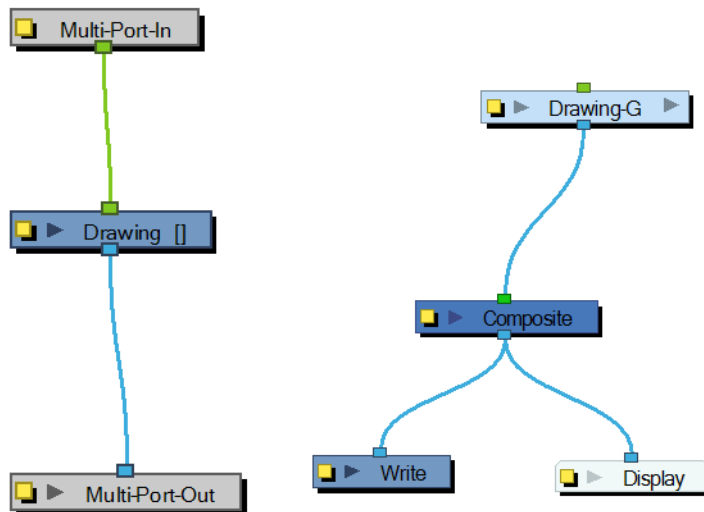 Multi-Port-In
Drawing-G
Drawing []
Composite
Write
Display
Multi-Port-Out